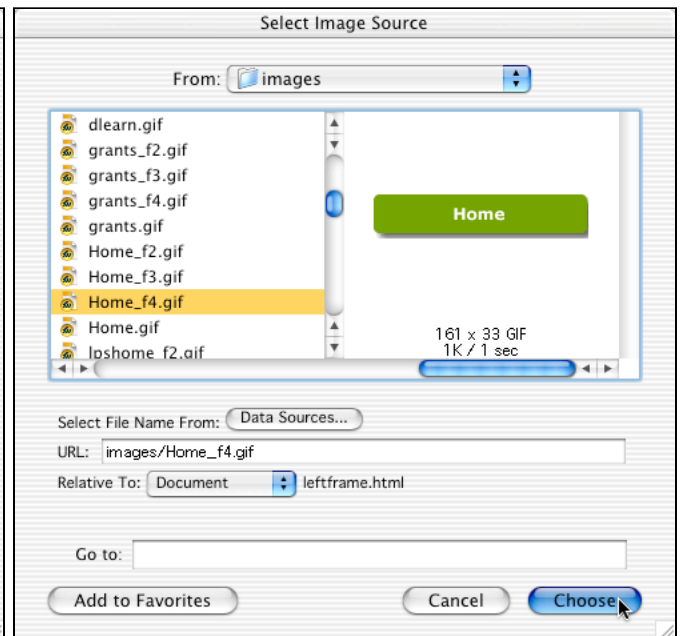 Select Image Source
From: images
dlearn.gif
grants_f2.gif
grants_f3.gif
grants_f4.gif
grants.gif
Home_f2.gif
Home_f3.gif
Home_f4.gif
Home.gif
lpshome_f2.gif
Home
161 x 33 GIF
1K / 1 sec
Select File Name From: Data Sources...
URL: images/Home_f4.gif
Relative To: Document leftframe.html
Go to:
Add to Favorites Cancel Choose